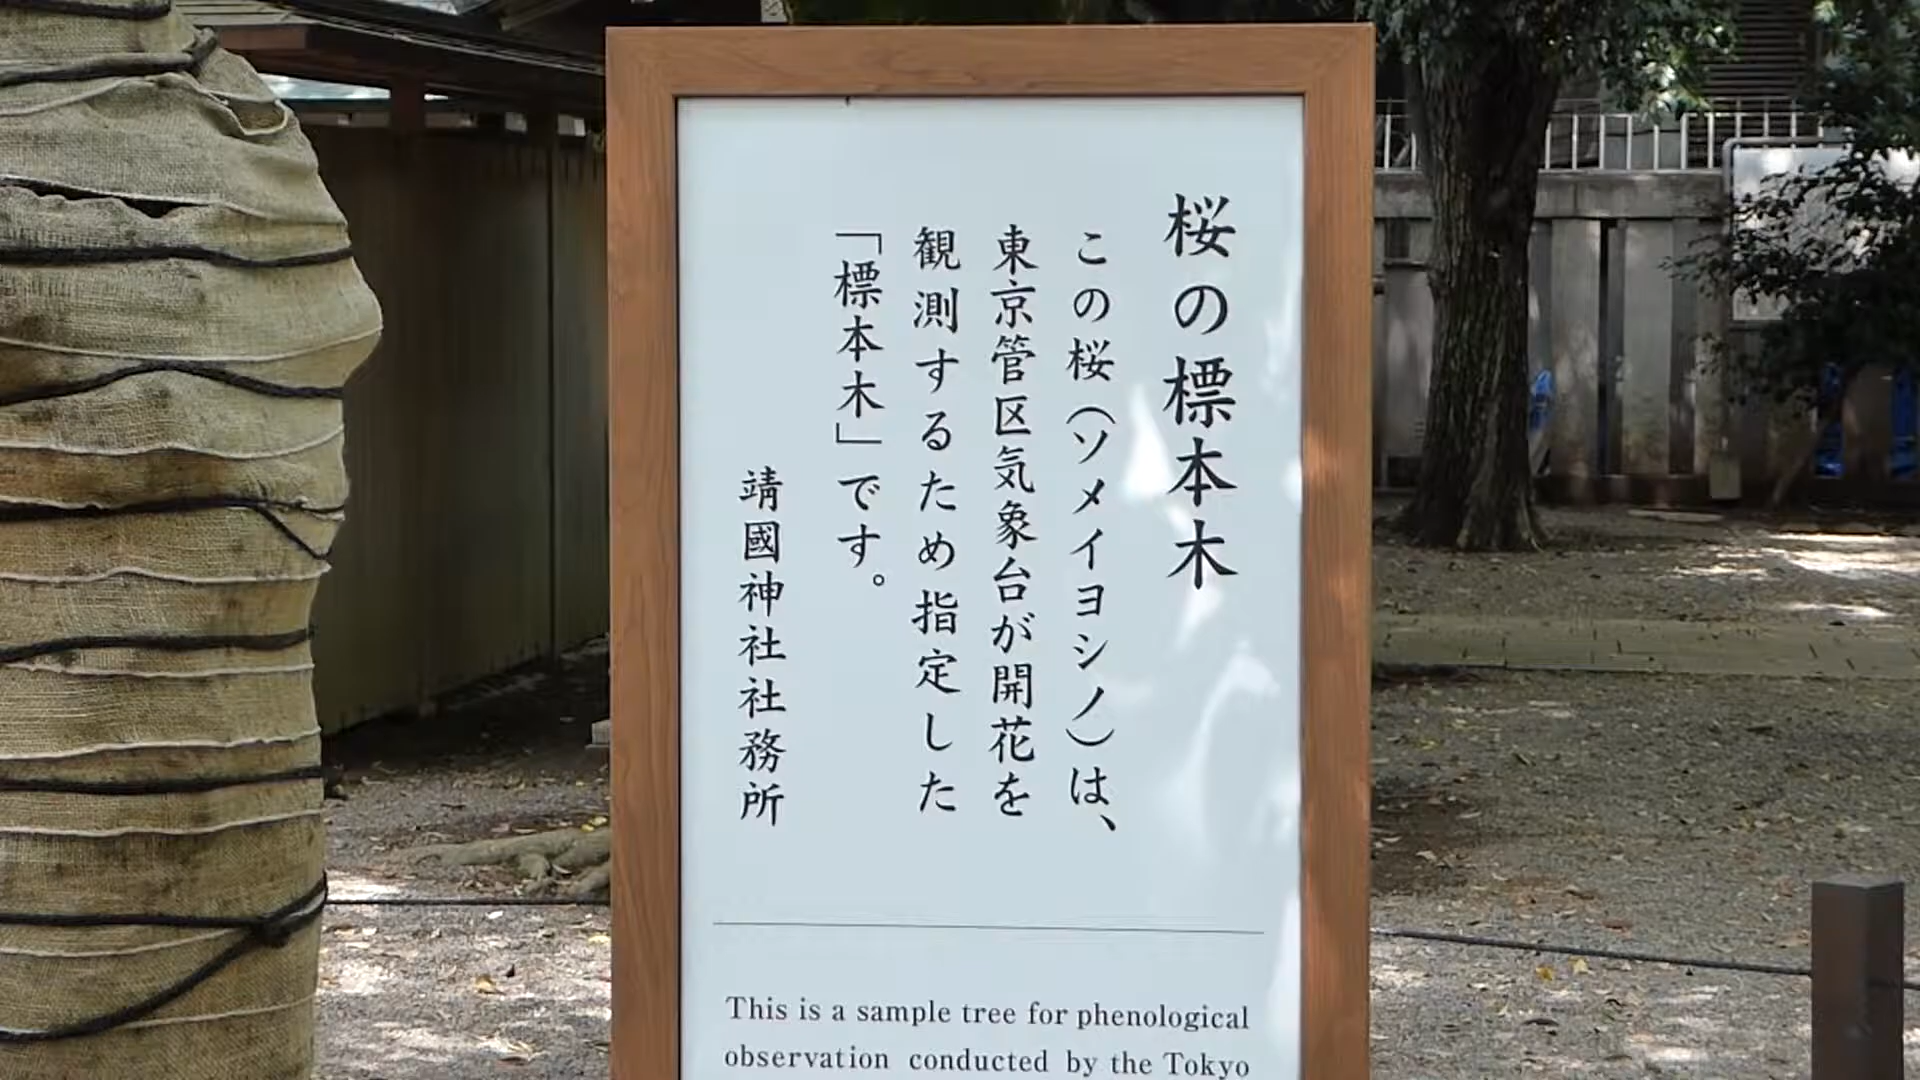 桜の標本木
この桜（ソメイヨシノ）は、
東京管区気象台が開花を
観測するため指定した
「標本木」です。
靖國神社社務所
This is a sample tree for phenological
observation conducted by the Tokyo